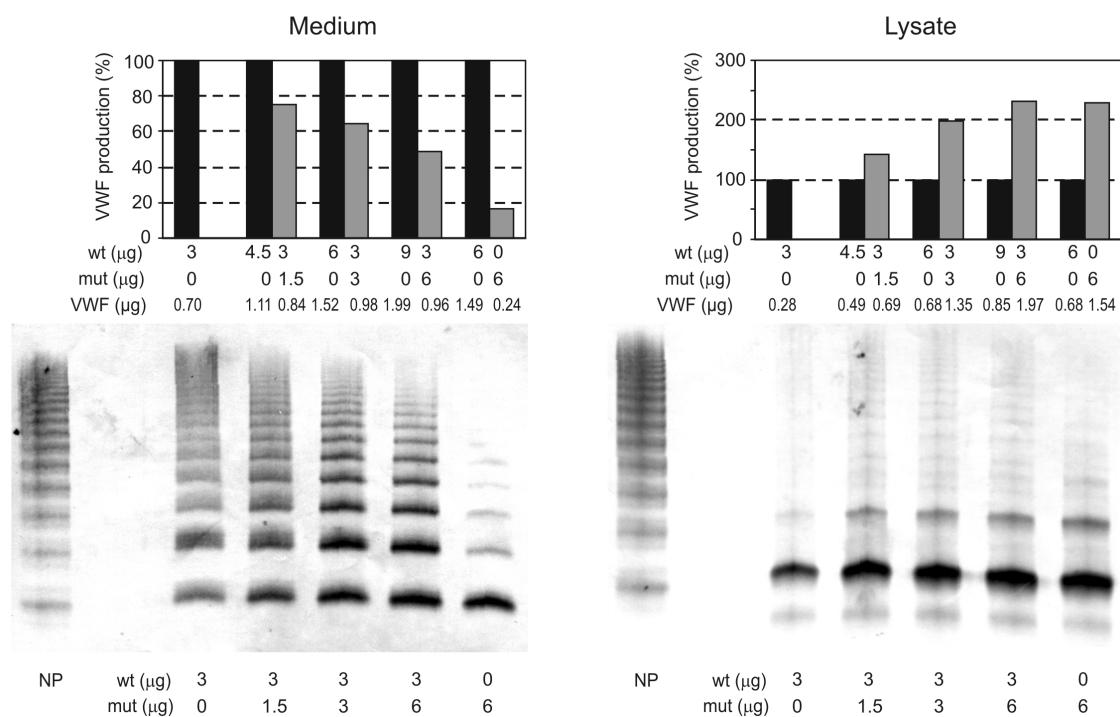 Medium
VWF production (%)
100
80
60
40
20
0
wt (μg) 3 4.5 3 6 3 9 3 6 0
mut (μg) 0 0 1.5 0 3 0 6 0 6
VWF (μg) 0.70 1.11 0.84 1.52 0.98 1.99 0.96 1.49 0.24
NP wt (μg) 3 3 3 3 0
mut (μg) 0 1.5 3 6 6
Lysate
VWF production (%)
300
200
100
0
wt (μg) 3 4.5 3 6 3 9 3 6 0
mut (μg) 0 0 1.5 0 3 0 6 0 6
VWF (μg) 0.28 0.49 0.69 0.68 1.35 0.85 1.97 0.68 1.54
NP wt (μg) 3 3 3 3 0
mut (μg) 0 1.5 3 6 6